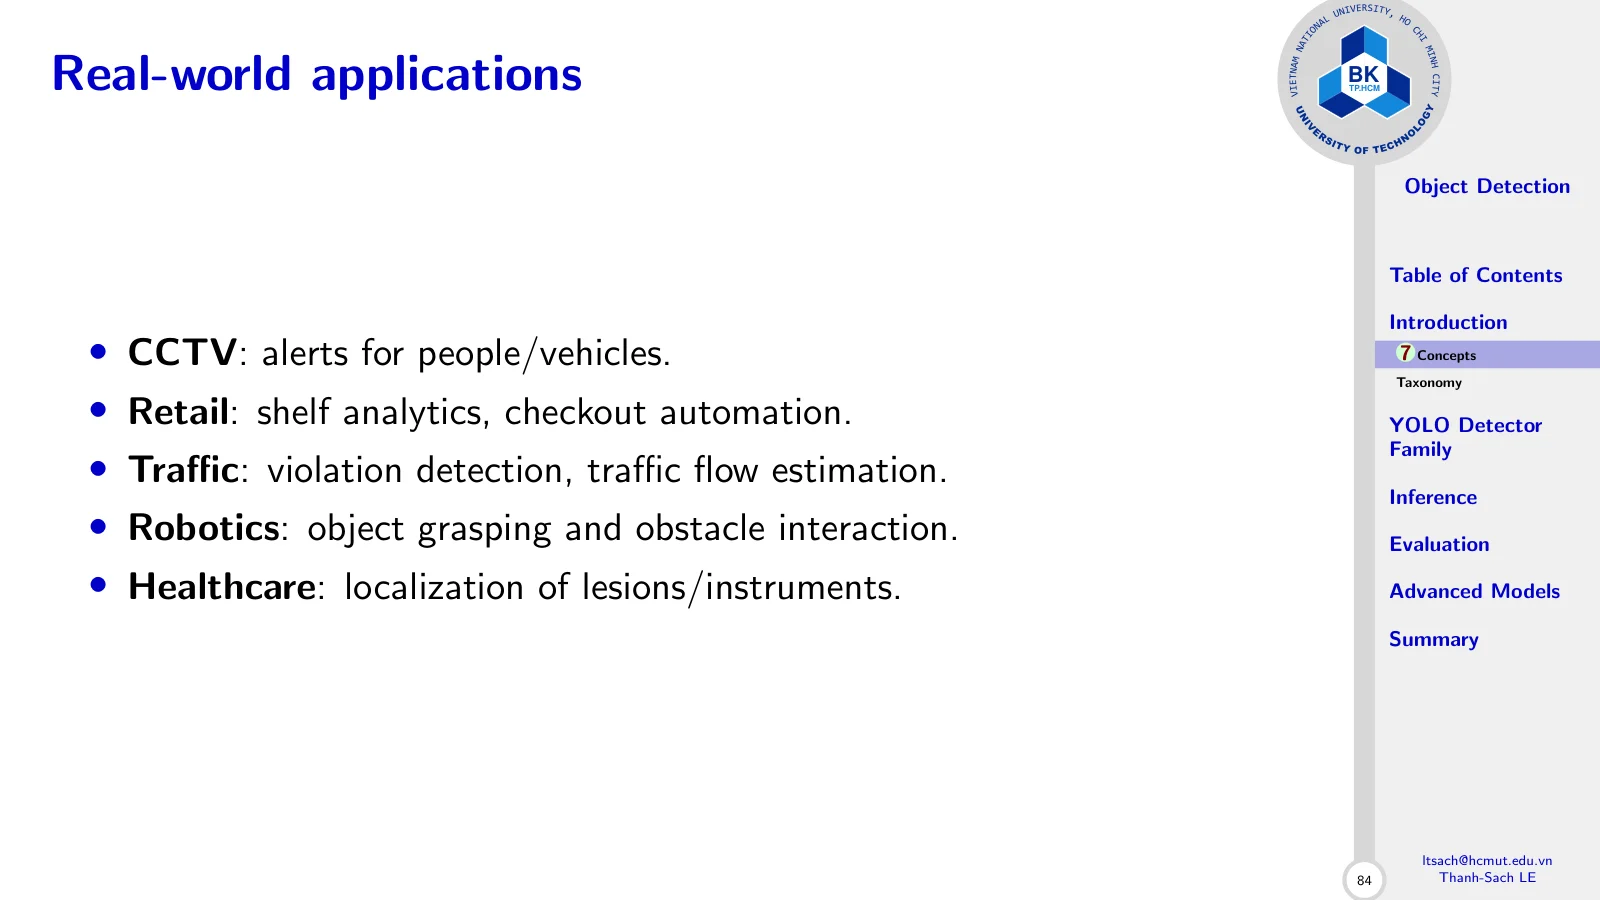 Real-world applications
• CCTV: alerts for people/vehicles.
• Retail: shelf analytics, checkout automation.
• Traffic: violation detection, traffic flow estimation.
• Robotics: object grasping and obstacle interaction.
• Healthcare: localization of lesions/instruments.
VIETNAM NATIONAL UNIVERSITY, HO CHI MINH CITY
BK
TP.HCM
UNIVERSITY OF TECHNOLOGY
Object Detection
Table of Contents
Introduction
7 Concepts
Taxonomy
YOLO Detector
Family
Inference
Evaluation
Advanced Models
Summary
ltsach@hcmut.edu.vn
Thanh-Sach LE
84